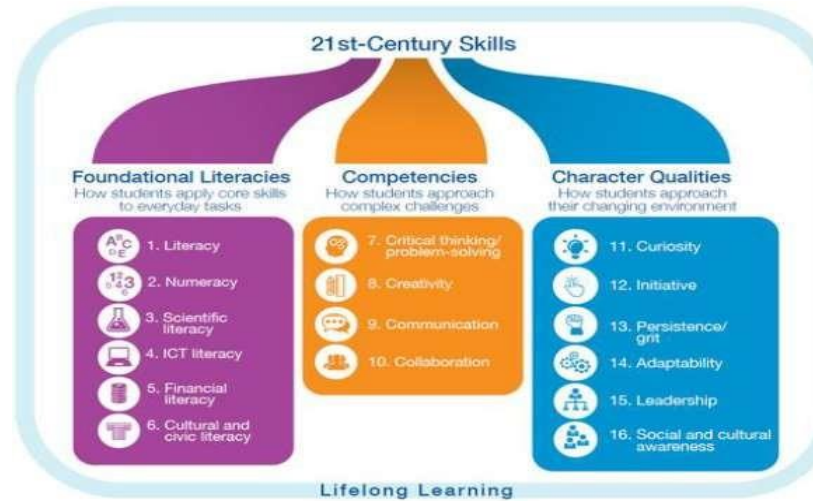 21st-Century Skills
Foundational Literacies
How students apply core skills
to everyday tasks
1. Literacy
2. Numeracy
3. Scientific
literacy
4. ICT literacy
5. Financial
literacy
6. Cultural and
civic literacy
Competencies
How students approach
complex challenges
7. Critical thinking/
problem-solving
8. Creativity
9. Communication
10. Collaboration
Character Qualities
How students approach
their changing environment
11. Curiosity
12. Initiative
13. Persistence/
grit
14. Adaptability
15. Leadership
16. Social and cultural
awareness
Lifelong Learning